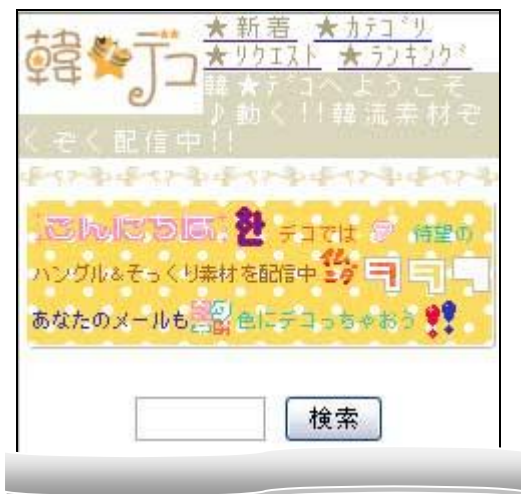 韓★デコ
★新着 ★カテゴリ
★リクエスト ★ランキング
韓★デコへようこそ
♪動く!!韓流素材ぞ
くぞく配信中!!
こんにちは 한 デコでは 待望の
ハングル&そっくり素材を配信中
あなたのメールも 色にデコっちゃおう
検索